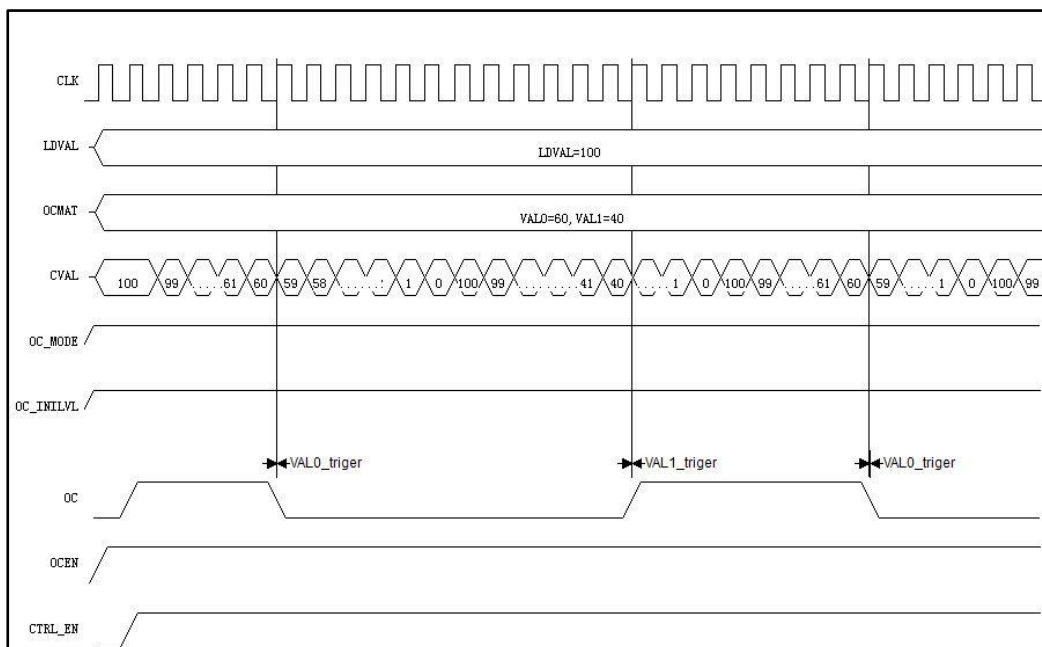 CLK
LDVAL
LDVAL=100
OCMAT
VAL0=60, VAL1=40
CVAL 100 99 .....61 60 59 58 .....: 1 0 100 99 ........41 40 .....1 0 100 99 .....61 60 59 .....1 0 100 99
OC_MODE
OC_INILVL
VAL0_triger VAL1_triger VAL0_triger
OC
OCEN
CTRL_EN